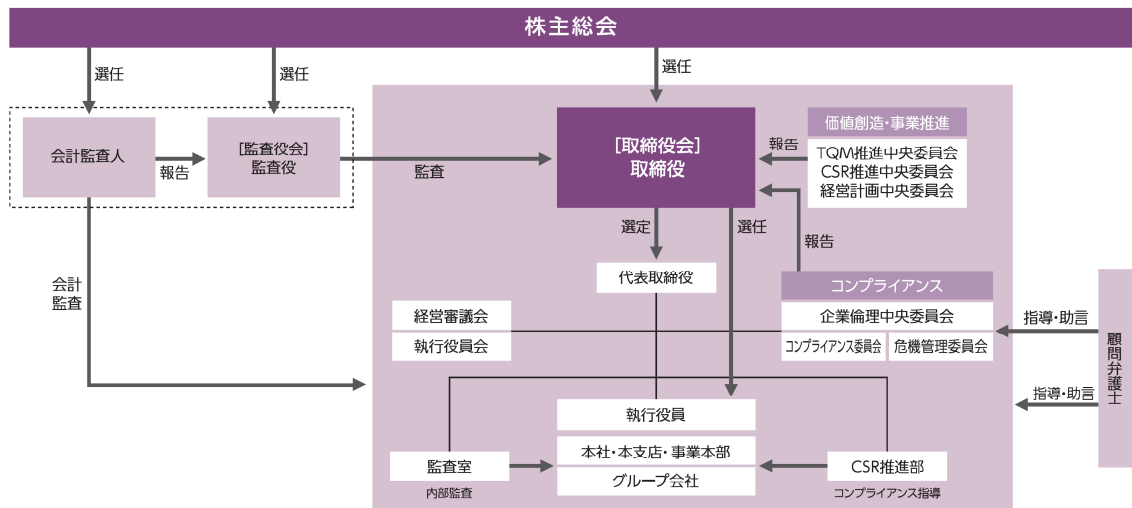 株主総会
選任
選任
選任
会計監査人
報告
[監査役会]
監査役
監査
[取締役会]
取締役
報告
価値創造・事業推進
TQM推進中央委員会
CSR推進中央委員会
経営計画中央委員会
選定
選任
報告
会計
監査
代表取締役
コンプライアンス
経営審議会
執行役員会
企業倫理中央委員会
コンプライアンス委員会
危機管理委員会
指導・助言
指導・助言
顧問弁護士
執行役員
本社・本支店・事業本部
グループ会社
監査室
内部監査
CSR推進部
コンプライアンス指導